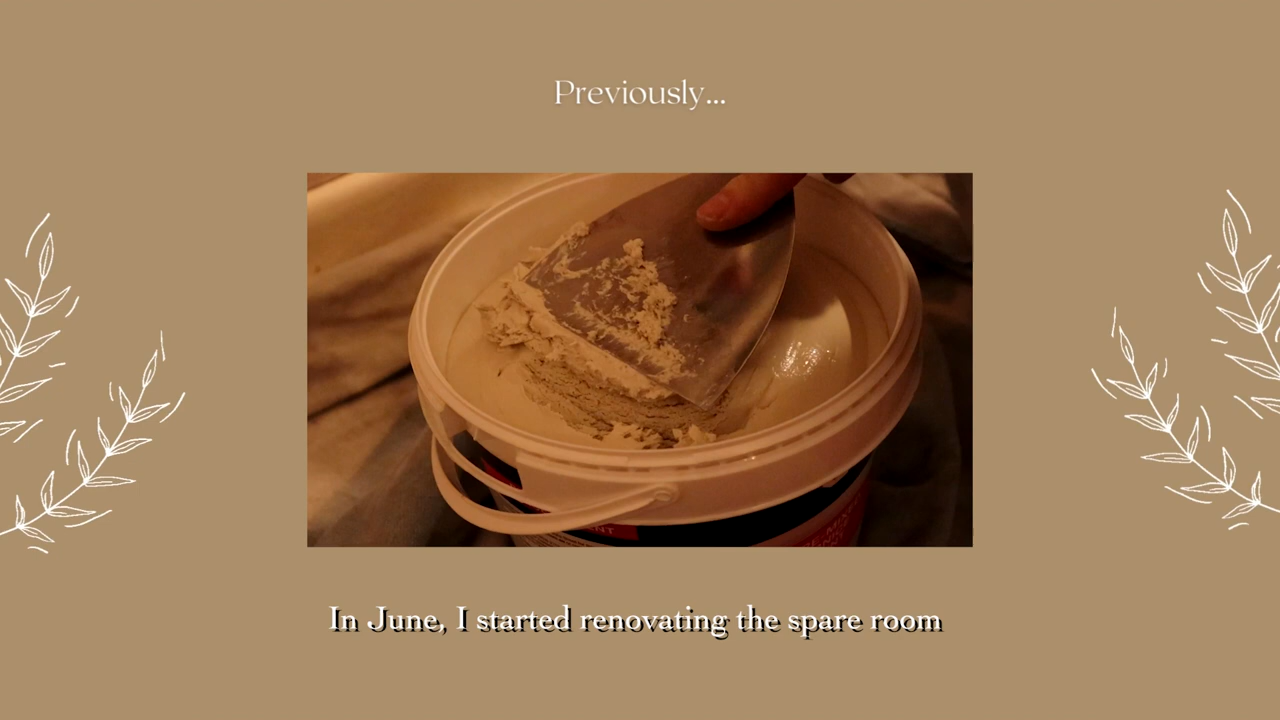 Previously...
In June, I started renovating the spare room